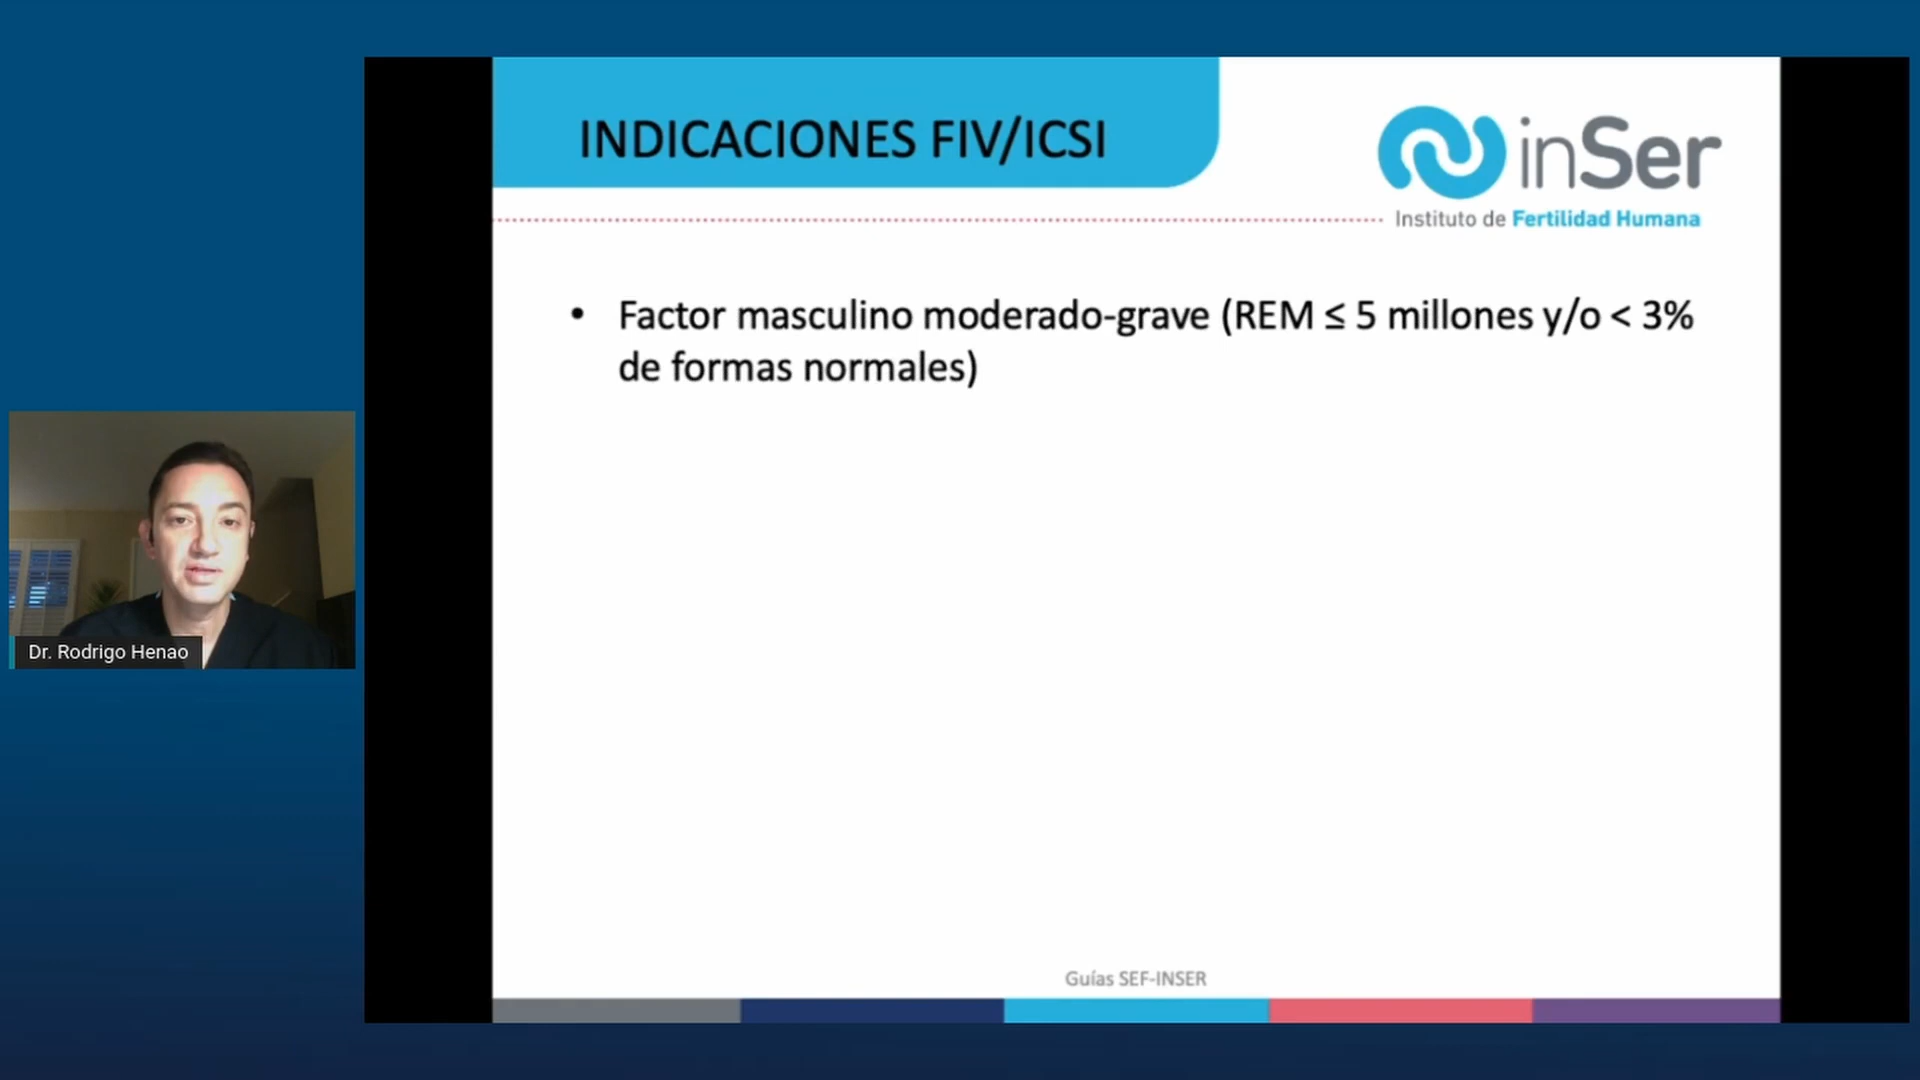 INDICACIONES FIV/ICSI
inSer
Instituto de Fertilidad Humana
• Factor masculino moderado-grave (REM ≤ 5 millones y/o < 3%
de formas normales)
Dr. Rodrigo Henao
Guías SEF-INSER